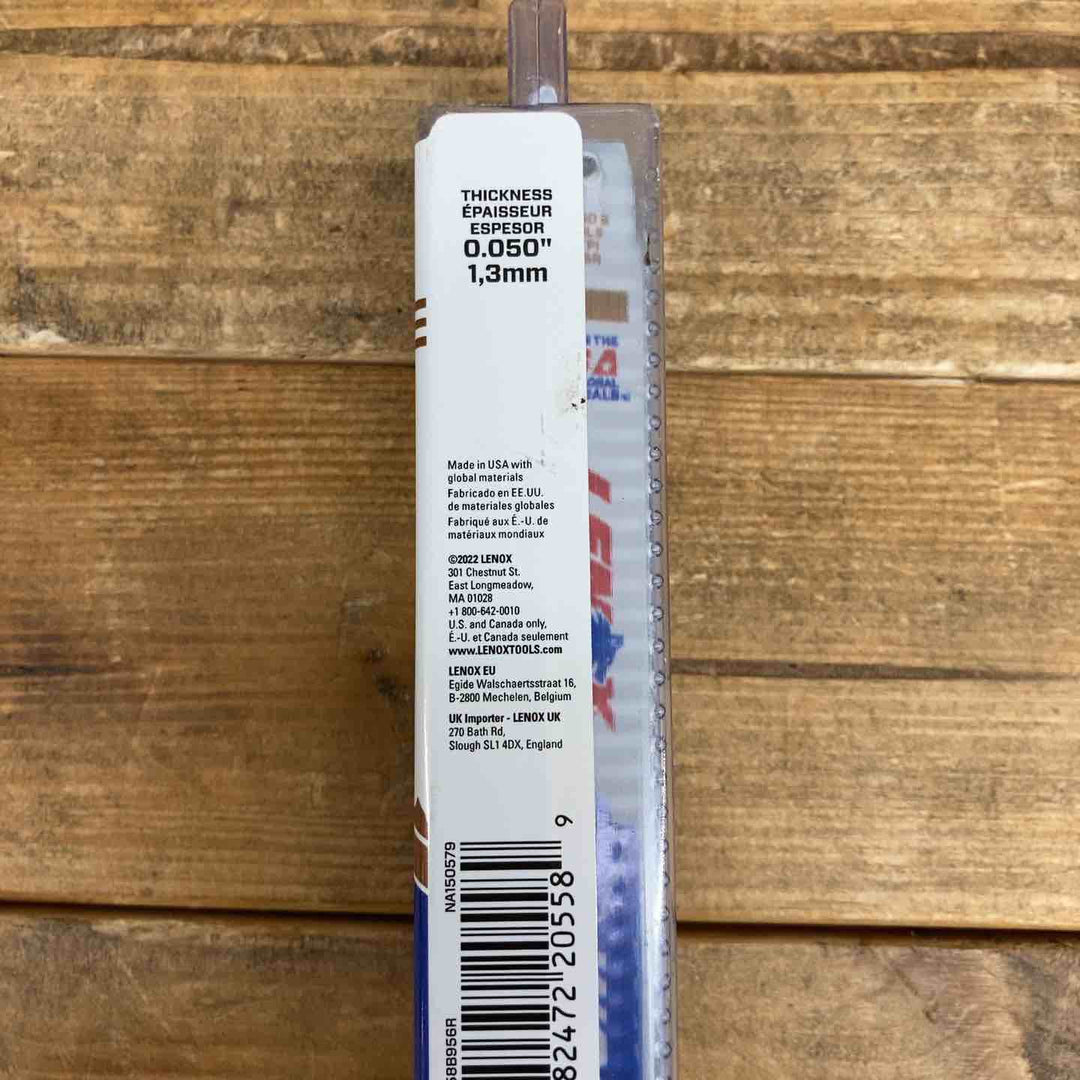 THICKNESS
ÉPAISSEUR
ESPESOR
0.050"
1,3mm
THE
Made in USA with
global materials
Fabricado en EE.UU.
de materiales globales
Fabriqué aux É.-U. de
matériaux mondiaux
©2022 LENOX
301 Chestnut St.
East Longmeadow,
MA 01028
+1 800-642-0010
U.S. and Canada only,
É.-U. et Canada seulement
www.LENOXTOOLS.com
LENOX EU
Egide Walschaertsstraat 16,
B-2800 Mechelen, Belgium
UK Importer - LENOX UK
270 Bath Rd,
Slough SL1 4DX, England
LENOX
NA150579
82472 20558 9